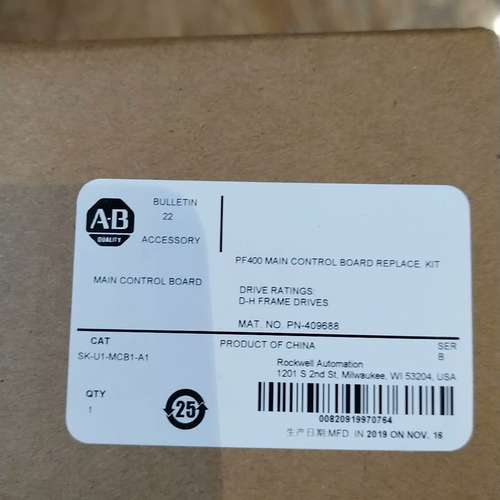 A-B
QUALITY
BULLETIN
22
ACCESSORY
MAIN CONTROL BOARD
PF400 MAIN CONTROL BOARD REPLACE, KIT
DRIVE RATINGS:
D-H FRAME DRIVES
MAT. NO. PN-409688
CAT
SK-U1-MCB1-A1
PRODUCT OF CHINA
SER
B
Rockwell Automation
1201 S 2nd St, Milwaukee, WI 53204, USA
QTY
1
25
00820919970764
生产日期:MFD. IN 2019 ON NOV. 16